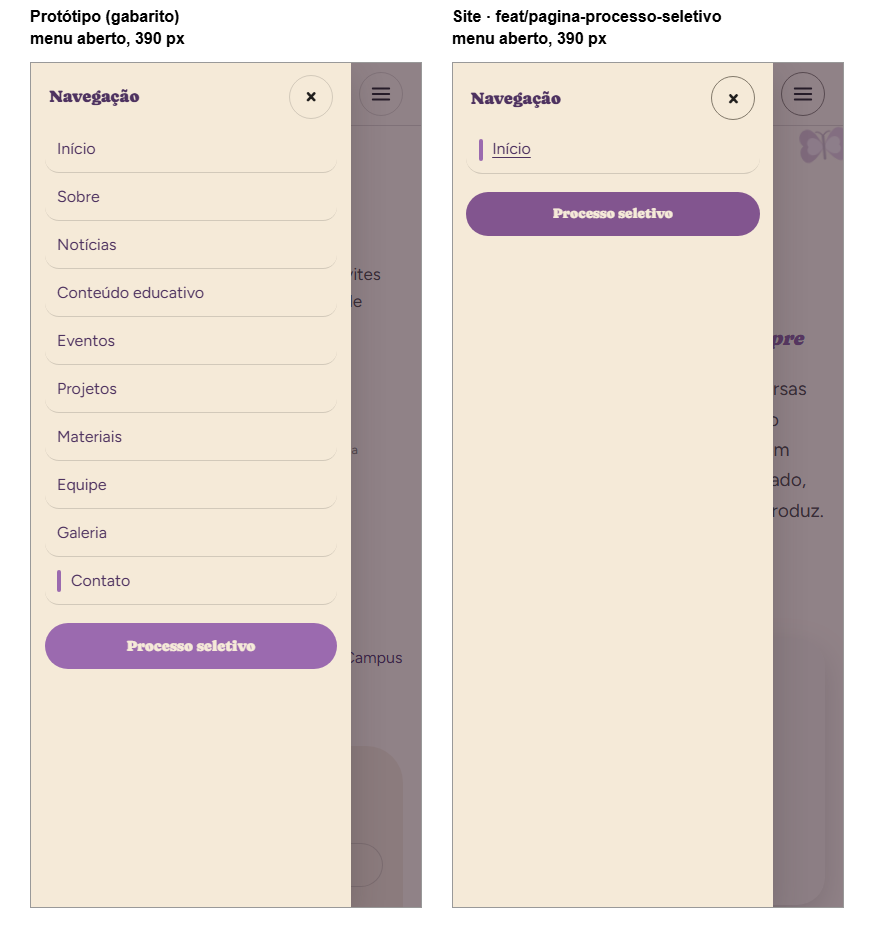 Protótipo (gabarito)
menu aberto, 390 px
Navegação
Início
Sobre
Notícias
Conteúdo educativo
Eventos
Projetos
Materiais
Equipe
Galeria
Contato
Processo seletivo
Campus
Site · feat/pagina-processo-seletivo
menu aberto, 390 px
Navegação
Início
Processo seletivo